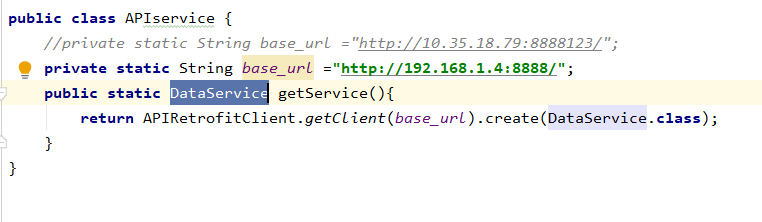 public class APIservice {
//private static String base_url ="http://10.35.18.79:8888123/";
private static String base_url ="http://192.168.1.4:8888/";
public static DataService getService(){
return APIRetrofitClient.getClient(base_url).create(DataService.class);
}
}